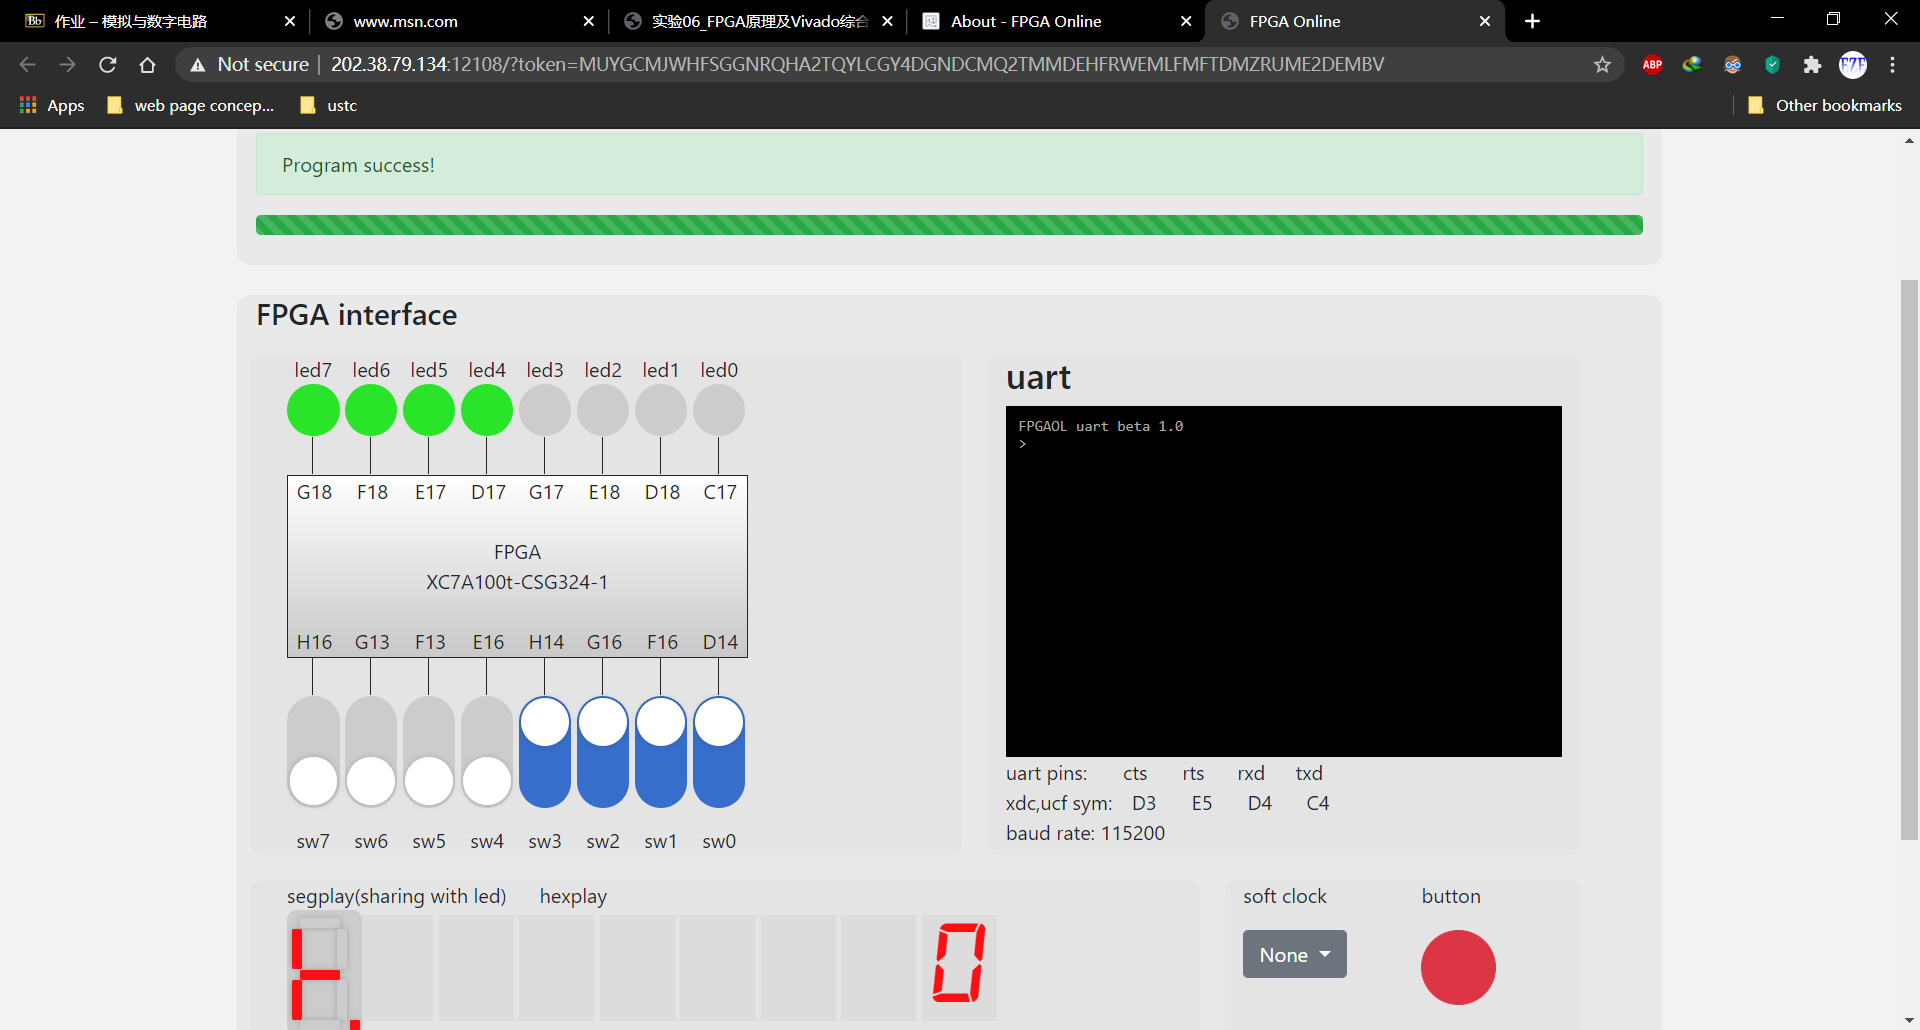 作业 – 模拟与数字电路
www.msn.com
实验06_FPGA原理及Vivado综合
About - FPGA Online
FPGA Online
Not secure | 202.38.79.134:12108/?token=MUYGCMJWHFSGGNRQHA2TQYLCGY4DGNDCMQ2TMMDEHFRWEMLFMFTDMZRUME2DEMBV
ABP
FZF
Apps
web page concep...
ustc
Other bookmarks
Program success!
FPGA interface
led7 led6 led5 led4 led3 led2 led1 led0
G18 F18 E17 D17 G17 E18 D18 C17
FPGA
XC7A100t-CSG324-1
H16 G13 F13 E16 H14 G16 F16 D14
sw7 sw6 sw5 sw4 sw3 sw2 sw1 sw0
uart
FPGAOL uart beta 1.0
>
uart pins: cts rts rxd txd
xdc,ucf sym: D3 E5 D4 C4
baud rate: 115200
segplay(sharing with led) hexplay
0
soft clock
None
button